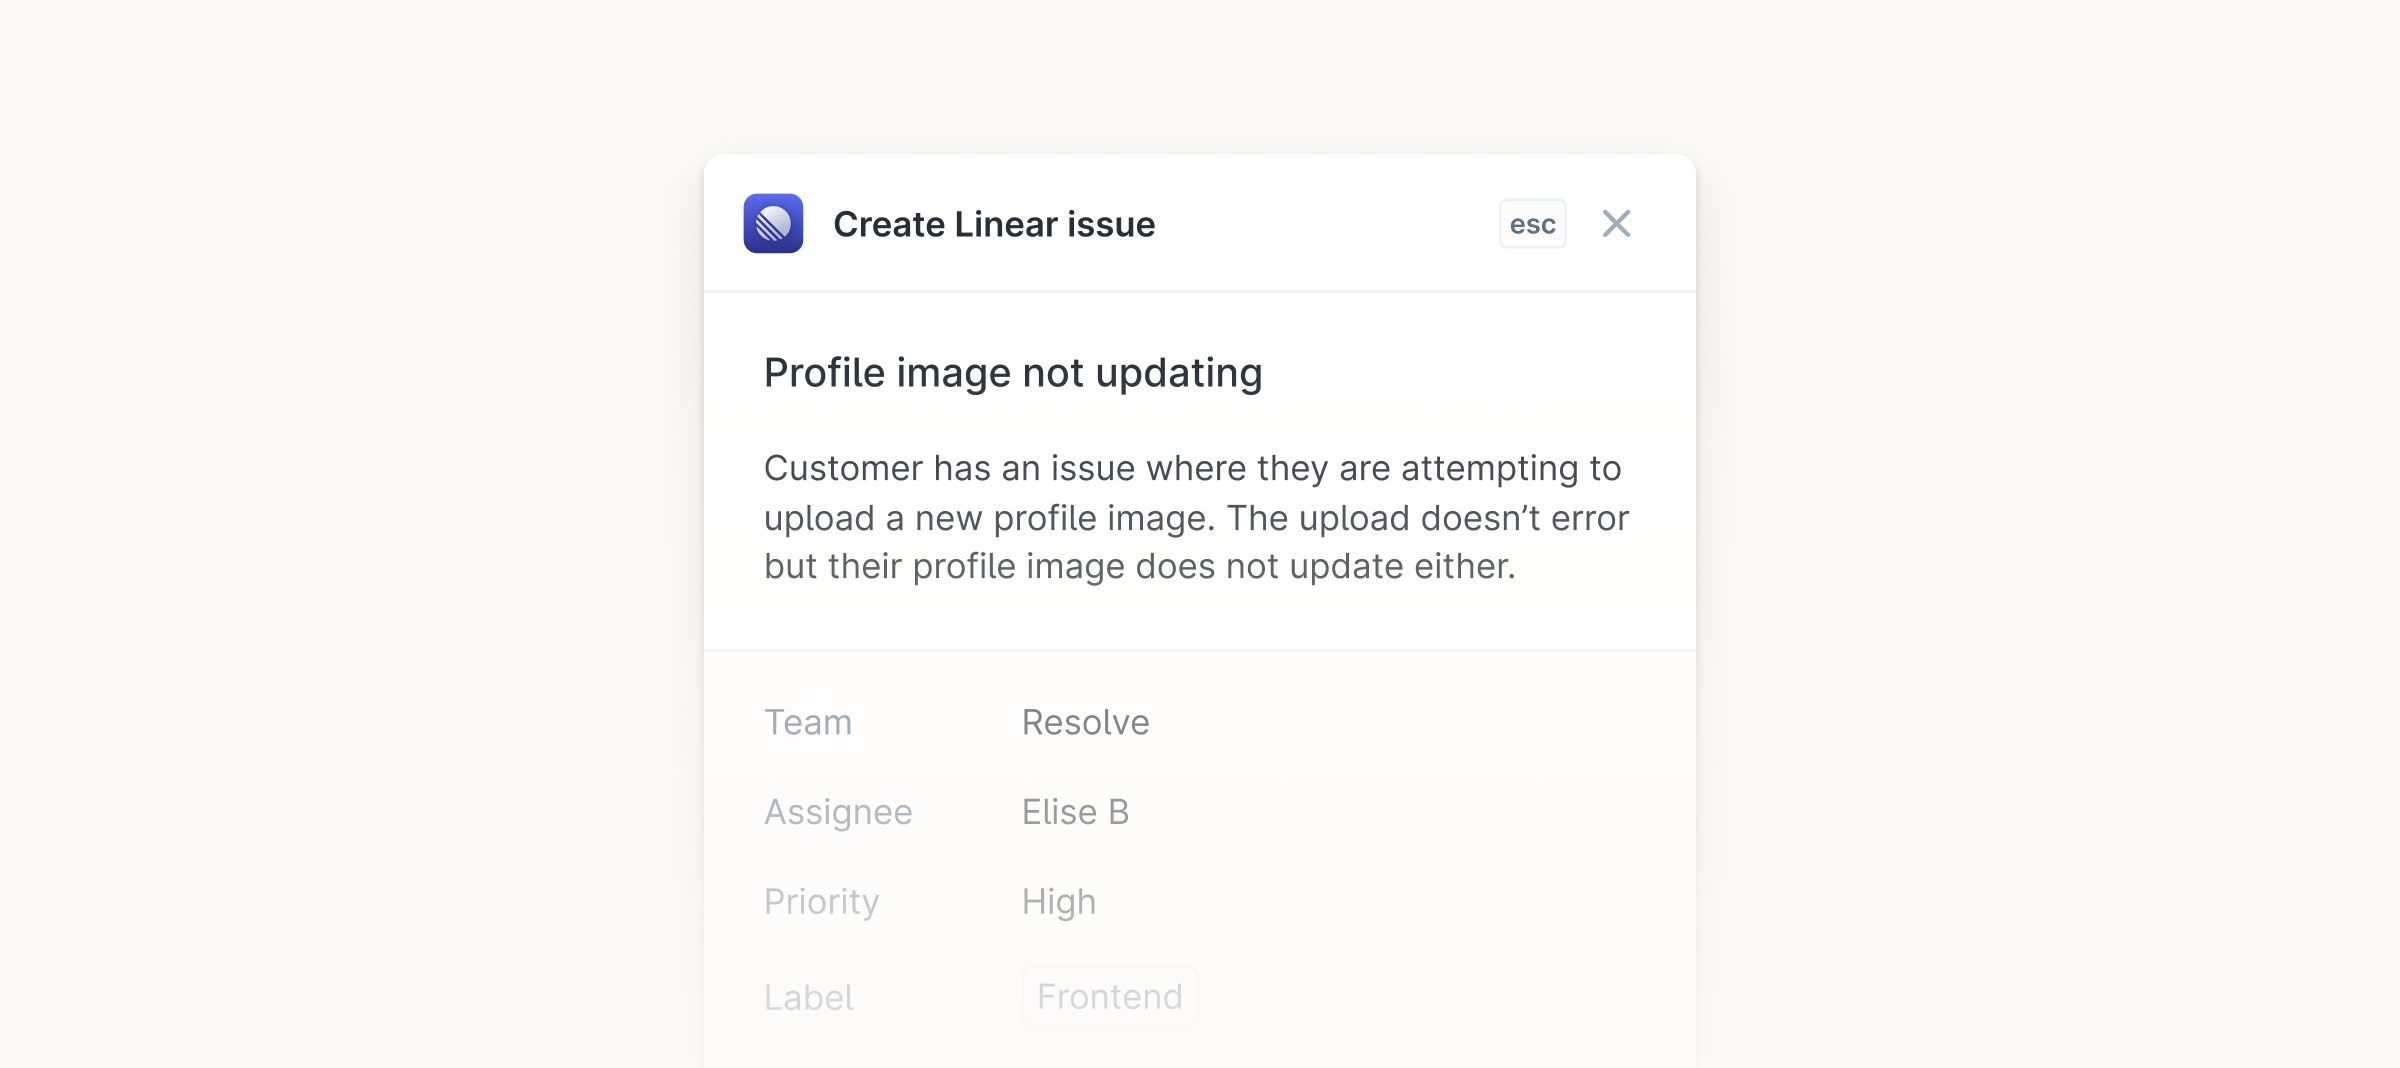 Create Linear issue
esc
Profile image not updating
Customer has an issue where they are attempting to
upload a new profile image. The upload doesn’t error
but their profile image does not update either.
Team Resolve
Assignee Elise B
Priority High
Label Frontend